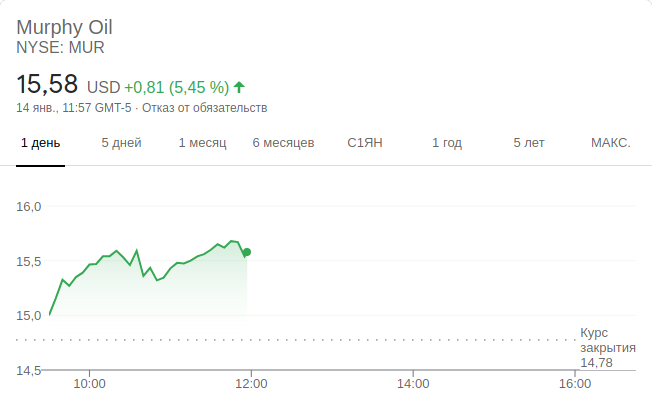 Murphy Oil
NYSE: MUR
15,58 USD +0,81 (5,45 %)
14 янв., 11:57 GMT-5 · Отказ от обязательств
1 день 5 дней 1 месяц 6 месяцев С1ЯН 1 год 5 лет МАКС.
16,0
15,5
15,0
Курс
закрытия
14,78
14,5
10:00 12:00 14:00 16:00